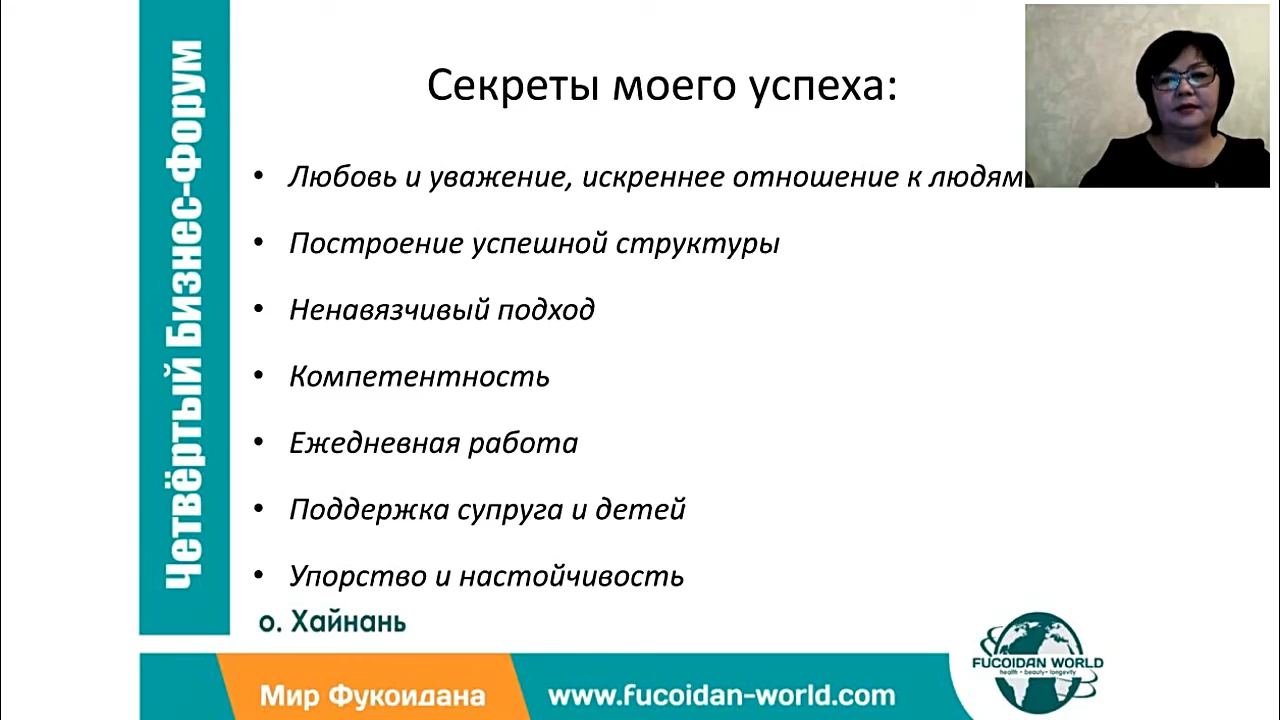 Четвёртый Бизнес-Форум
Секреты моего успеха:
• Любовь и уважение, искреннее отношение к людям
• Построение успешной структуры
• Ненавязчивый подход
• Компетентность
• Ежедневная работа
• Поддержка супруга и детей
• Упорство и настойчивость
о. Хайнань
Мир Фукоидана
www.fucoidan-world.com
FUCOIDAN WORLD
health • beauty • longevity